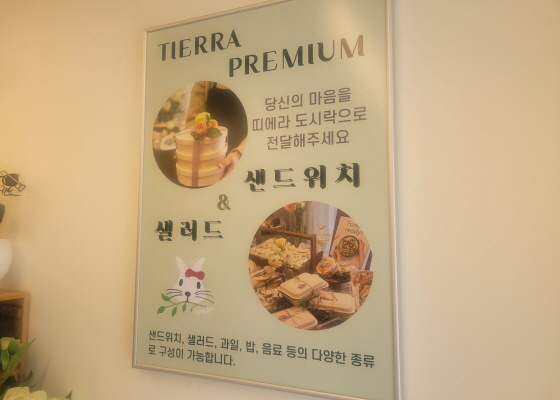 TIERRA
PREMIUM
당신의 마음을
띠에라 도시락으로
전달해주세요
샌드위치
&
샐러드
샌드위치, 샐러드, 과일, 밥, 음료 등의 다양한 종류
로 구성이 가능합니다.